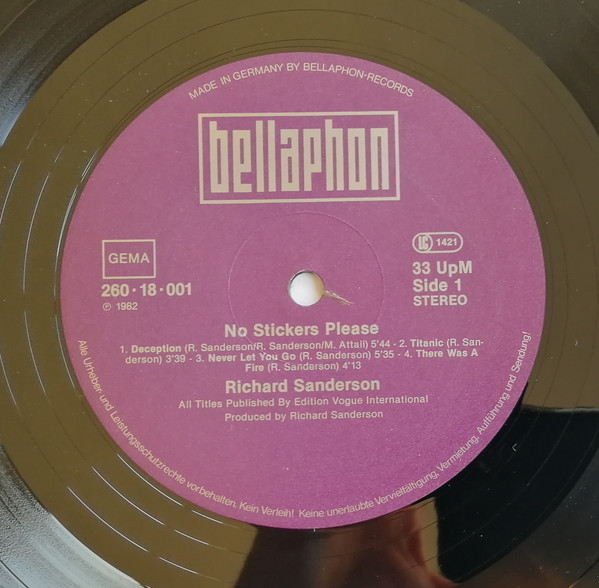 MADE IN GERMANY BY BELLAPHON-RECORDS
bellaphon
GEMA
LC 1421
260·18·001
33 UpM
℗ 1982
Side 1
STEREO
No Stickers Please
1. Deception (R. Sanderson/R. Sanderson/M. Attali) 5'44 - 2. Titanic (R. San-
derson) 3'39 - 3. Never Let You Go (R. Sanderson) 5'35 - 4. There Was A
Fire (R. Sanderson) 4'13
Richard Sanderson
All Titles Published By Edition Vogue International
Produced by Richard Sanderson
Alle Urheber und Leistungsschutzrechte vorbehalten. Kein Verleih! Keine unerlaubte Vervielfältigung, Vermietung, Aufführung und Sendung!